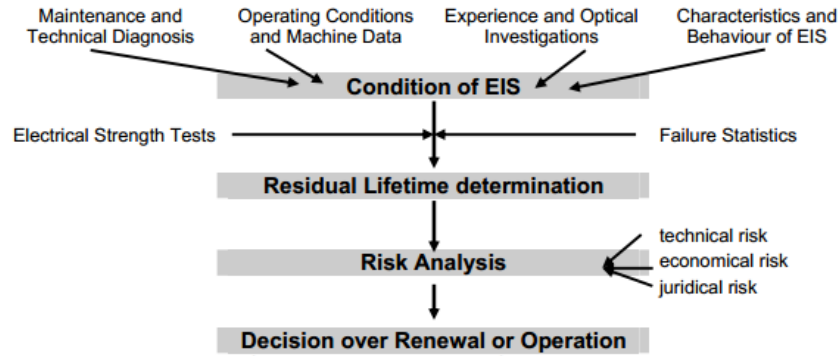 Maintenance and
Technical Diagnosis
Operating Conditions
and Machine Data
Experience and Optical
Investigations
Characteristics and
Behaviour of EIS
Condition of EIS
Electrical Strength Tests
Failure Statistics
Residual Lifetime determination
technical risk
Risk Analysis
economical risk
juridical risk
Decision over Renewal or Operation